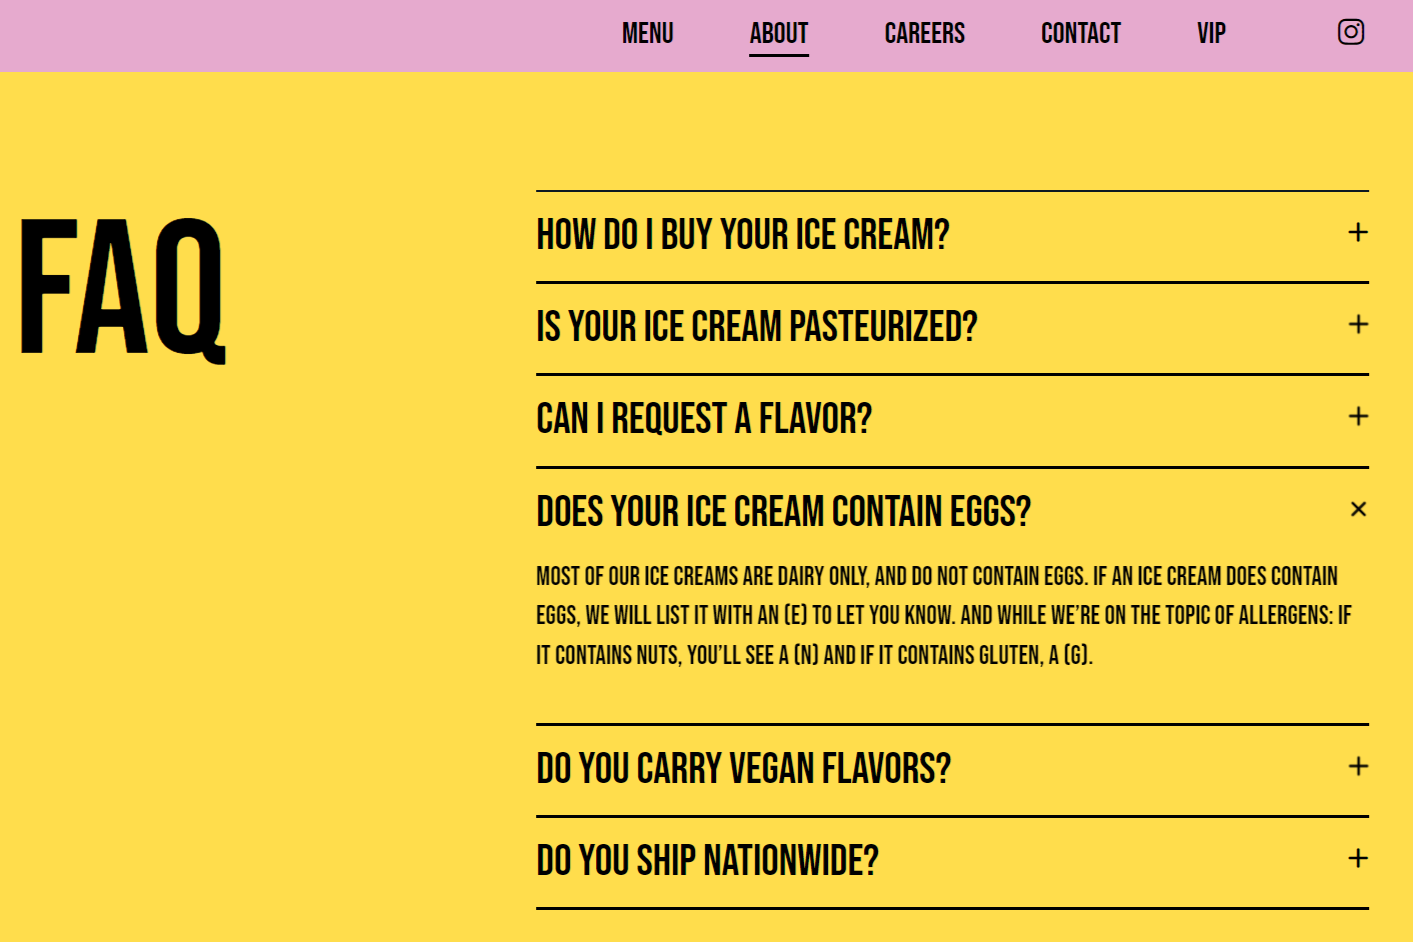 MENU ABOUT CAREERS CONTACT VIP
FAQ
HOW DO I BUY YOUR ICE CREAM?
IS YOUR ICE CREAM PASTEURIZED?
CAN I REQUEST A FLAVOR?
DOES YOUR ICE CREAM CONTAIN EGGS?
MOST OF OUR ICE CREAMS ARE DAIRY ONLY, AND DO NOT CONTAIN EGGS. IF AN ICE CREAM DOES CONTAIN
EGGS, WE WILL LIST IT WITH AN (E) TO LET YOU KNOW. AND WHILE WE’RE ON THE TOPIC OF ALLERGENS: IF
IT CONTAINS NUTS, YOU’LL SEE A (N) AND IF IT CONTAINS GLUTEN, A (G).
DO YOU CARRY VEGAN FLAVORS?
DO YOU SHIP NATIONWIDE?